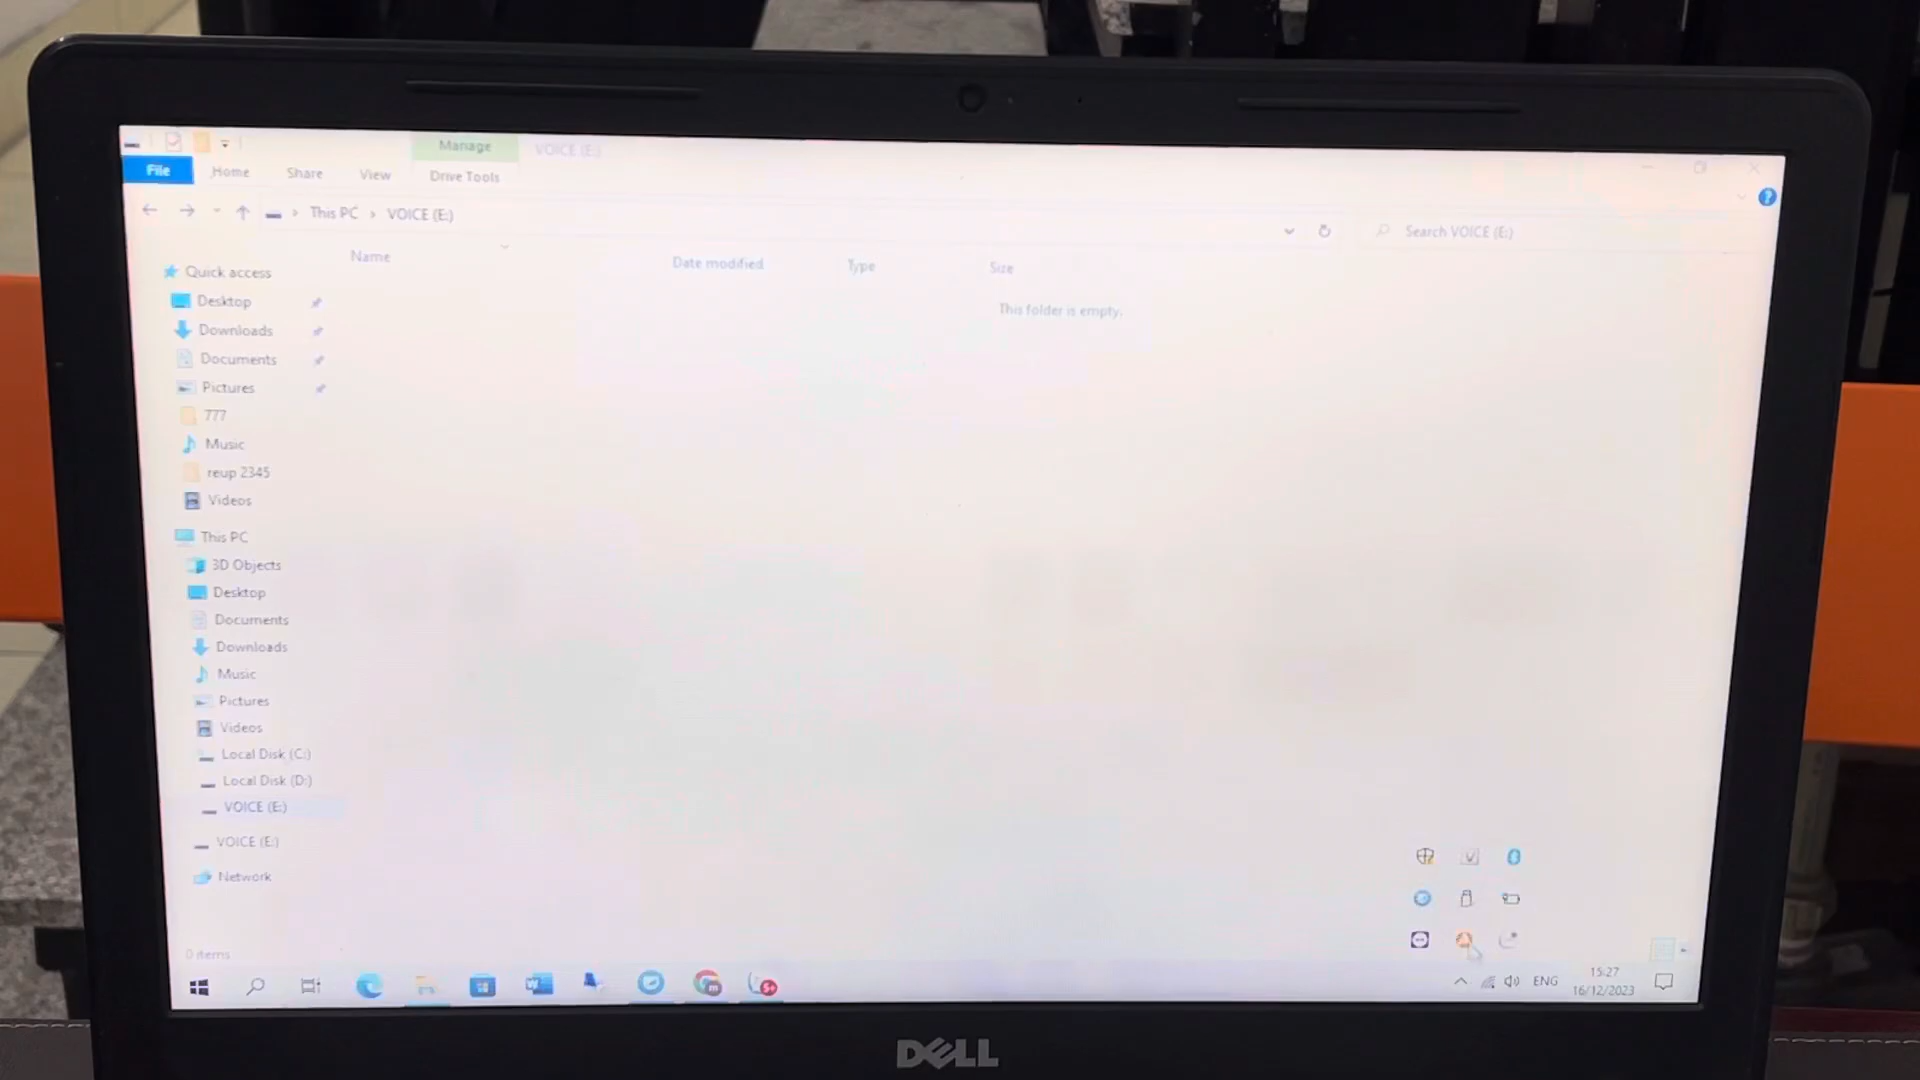 Manage
VOICE (E:)
File
Home
Share
View
Drive Tools
This PC > VOICE (E:)
Search VOICE (E:)
Name
Date modified
Type
Size
This folder is empty.
Quick access
Desktop
Downloads
Documents
Pictures
777
Music
reup 2345
Videos
This PC
3D Objects
Desktop
Documents
Downloads
Music
Pictures
Videos
Local Disk (C:)
Local Disk (D:)
VOICE (E:)
VOICE (E:)
Network
0 items
ENG
15:27
16/12/2023
DELL